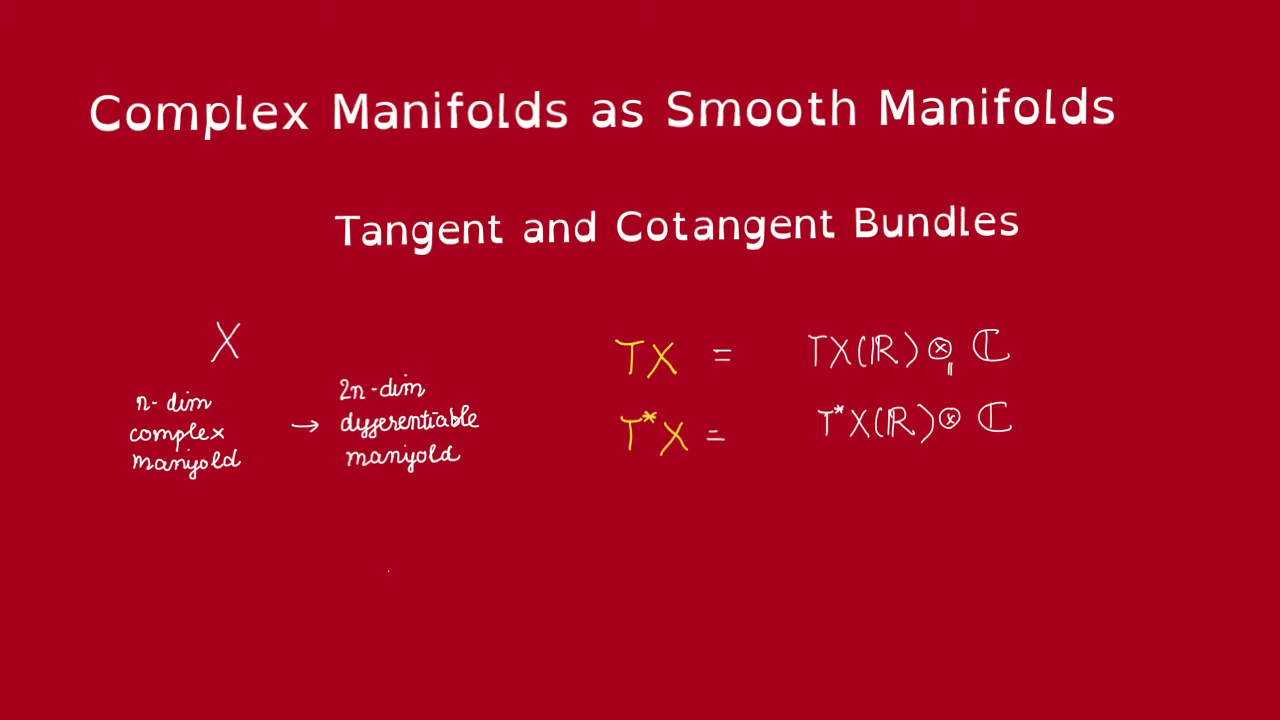 Complex Manifolds as Smooth Manifolds
Tangent and Cotangent Bundles
X
n-dim
complex
manifold
→
2n-dim
differentiable
manifold
TX = TX(ℝ)⊗ ℂ
T*X = T*X(ℝ)⊗ ℂ